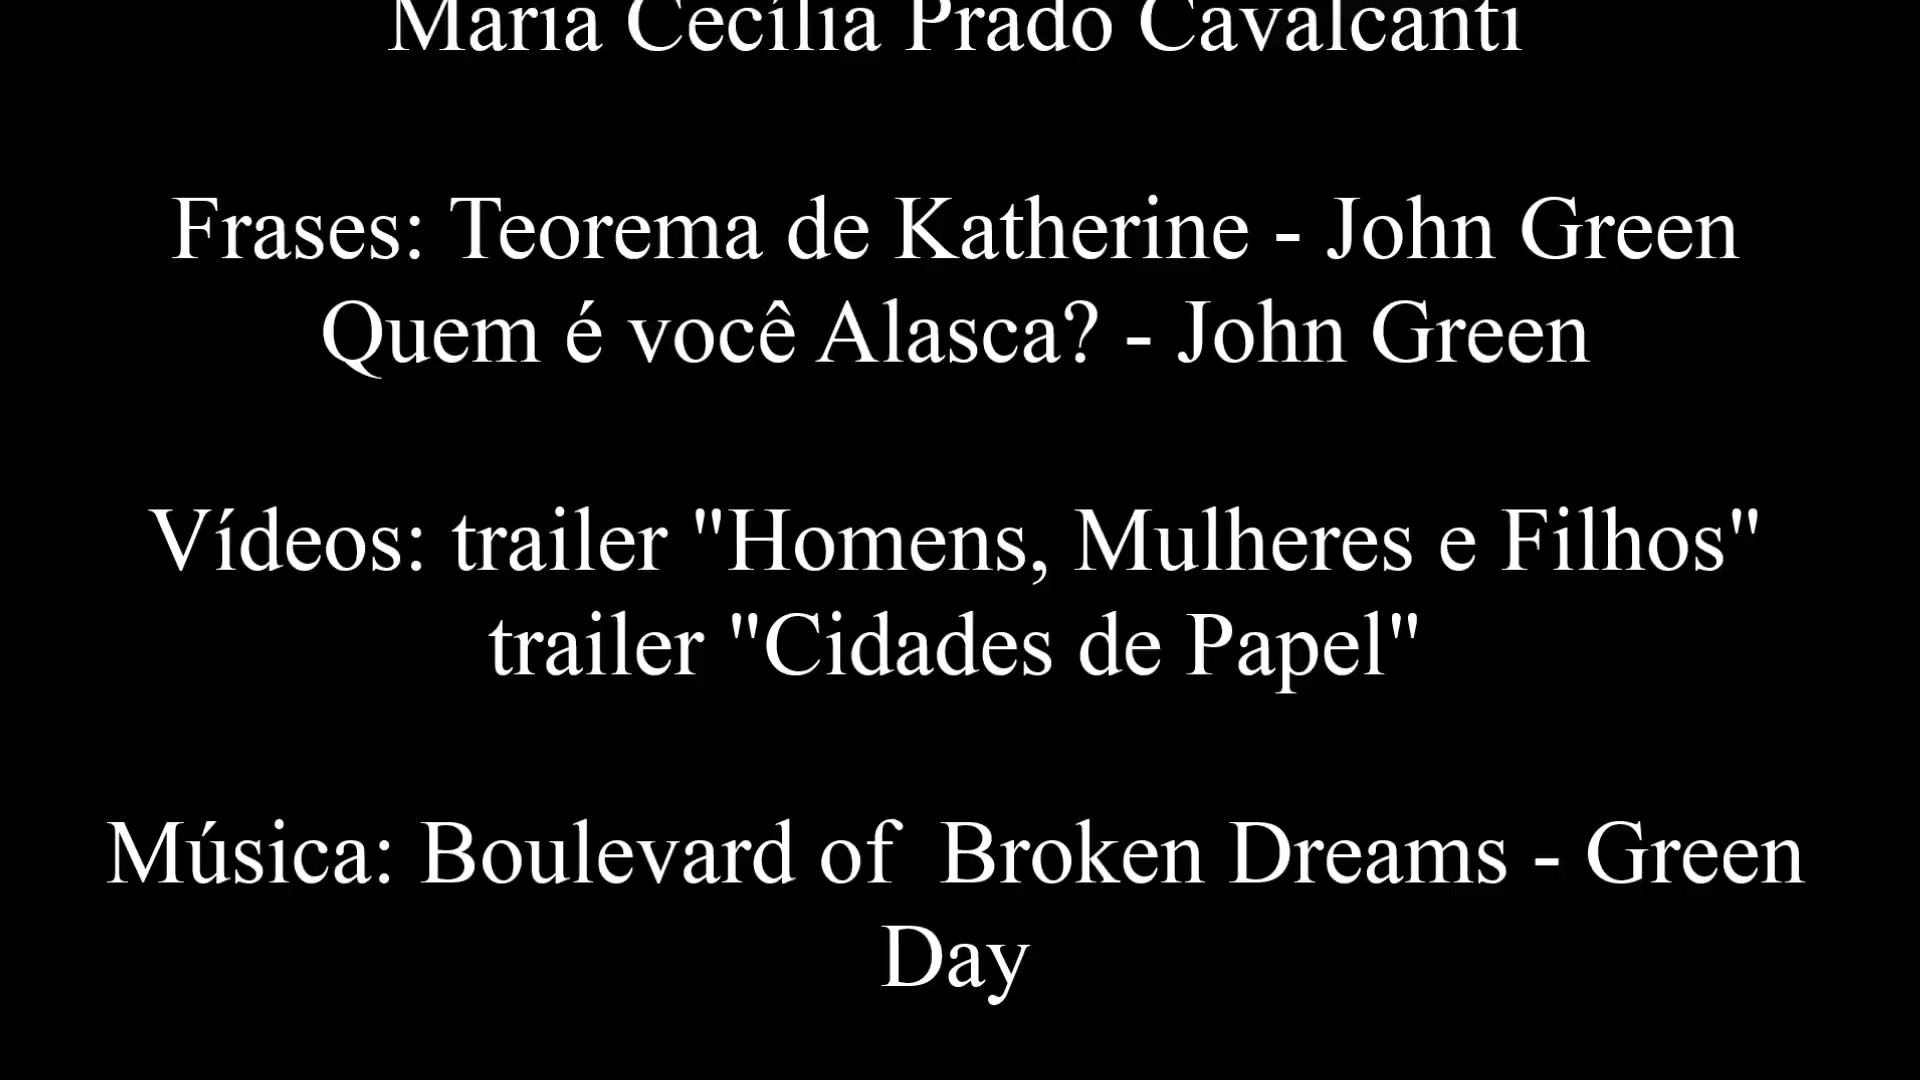 Maria Cecília Prado Cavalcanti
Frases: Teorema de Katherine - John Green
Quem é você Alasca? - John Green
Vídeos: trailer "Homens, Mulheres e Filhos"
trailer "Cidades de Papel"
Música: Boulevard of  Broken Dreams - Green
Day